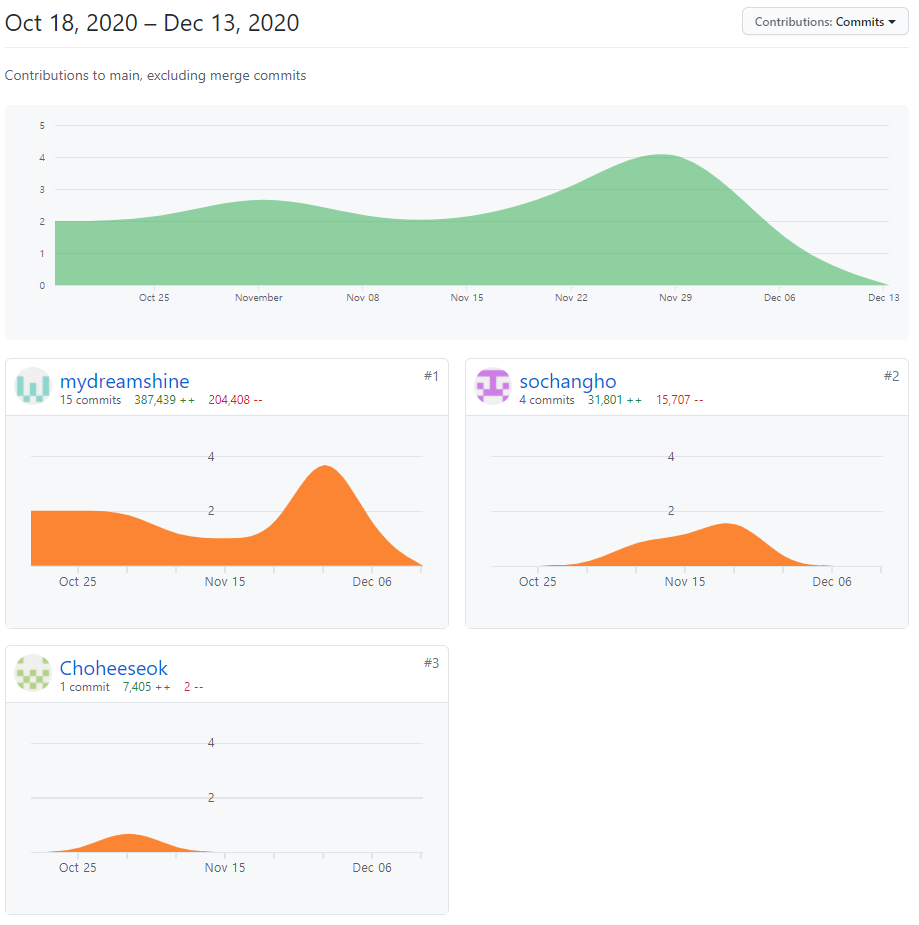 Oct 18, 2020 – Dec 13, 2020
Contributions: Commits
Contributions to main, excluding merge commits
5
4
3
2
1
0
Oct 25 November Nov 08 Nov 15 Nov 22 Nov 29 Dec 06 Dec 13
mydreamshine #1
15 commits 387,439 ++ 204,408 --
4
2
Oct 25 Nov 15 Dec 06
sochangho #2
4 commits 31,801 ++ 15,707 --
4
2
Oct 25 Nov 15 Dec 06
Choheeseok #3
1 commit 7,405 ++ 2 --
4
2
Oct 25 Nov 15 Dec 06